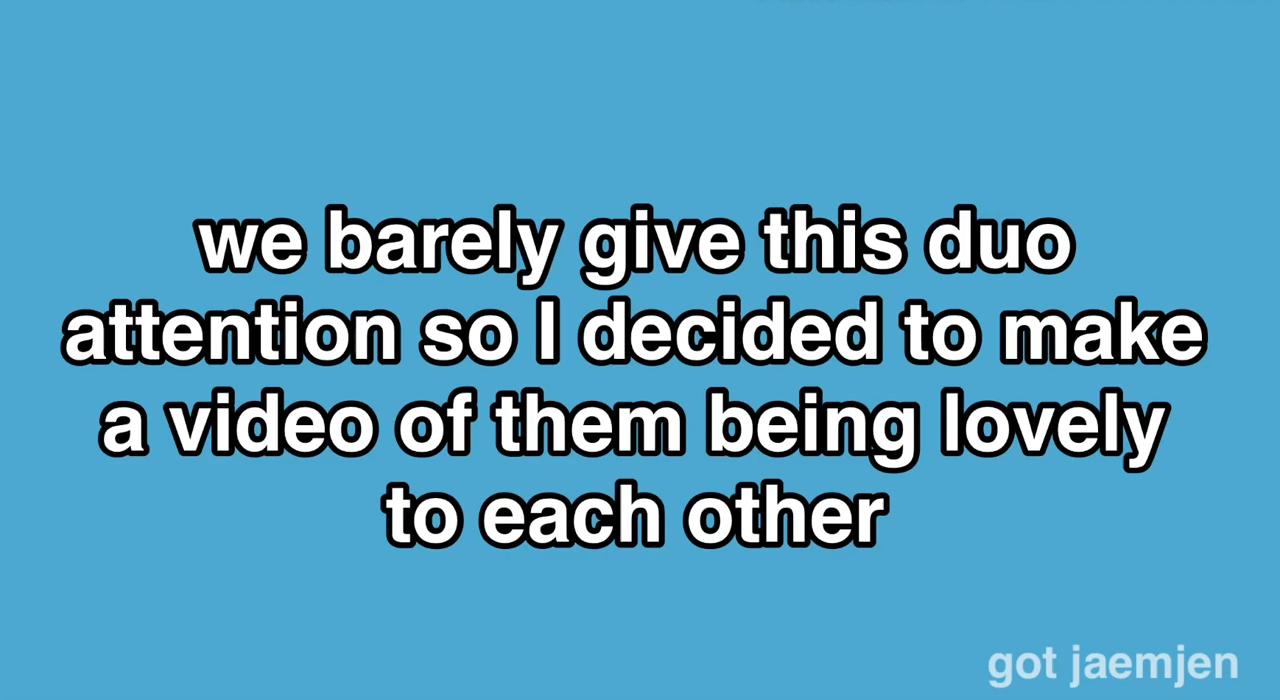 we barely give this duo
attention so I decided to make
a video of them being lovely
to each other
got jaemjen